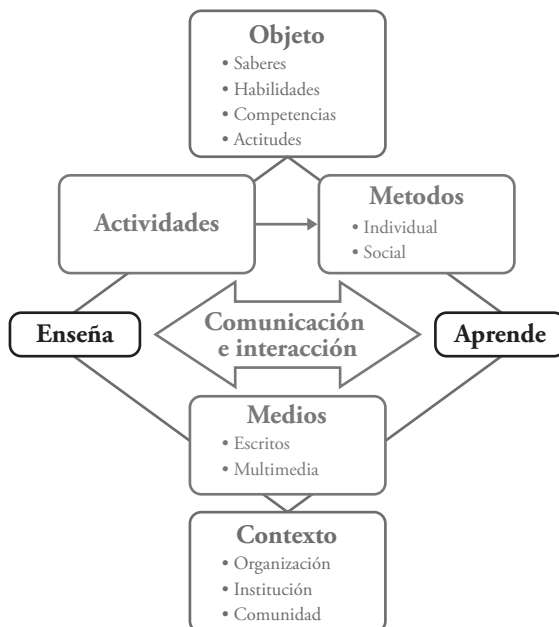 Objeto
• Saberes
• Habilidades
• Competencias
• Actitudes
Actividades
Metodos
• Individual
• Social
Enseña
Comunicación
e interacción
Aprende
Medios
• Escritos
• Multimedia
Contexto
• Organización
• Institución
• Comunidad